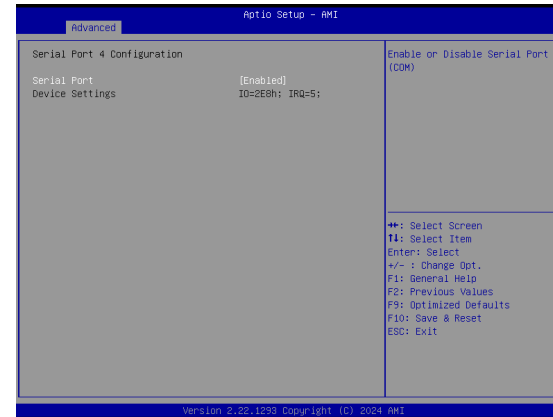 Aptio Setup - AMI
Advanced
Serial Port 4 Configuration
Serial Port [Enabled]
Device Settings IO=2E8h; IRQ=5;
Enable or Disable Serial Port
(COM)
→←: Select Screen
↑↓: Select Item
Enter: Select
+/- : Change Opt.
F1: General Help
F2: Previous Values
F9: Optimized Defaults
F10: Save & Reset
ESC: Exit
Version 2.22.1293 Copyright (C) 2024 AMI